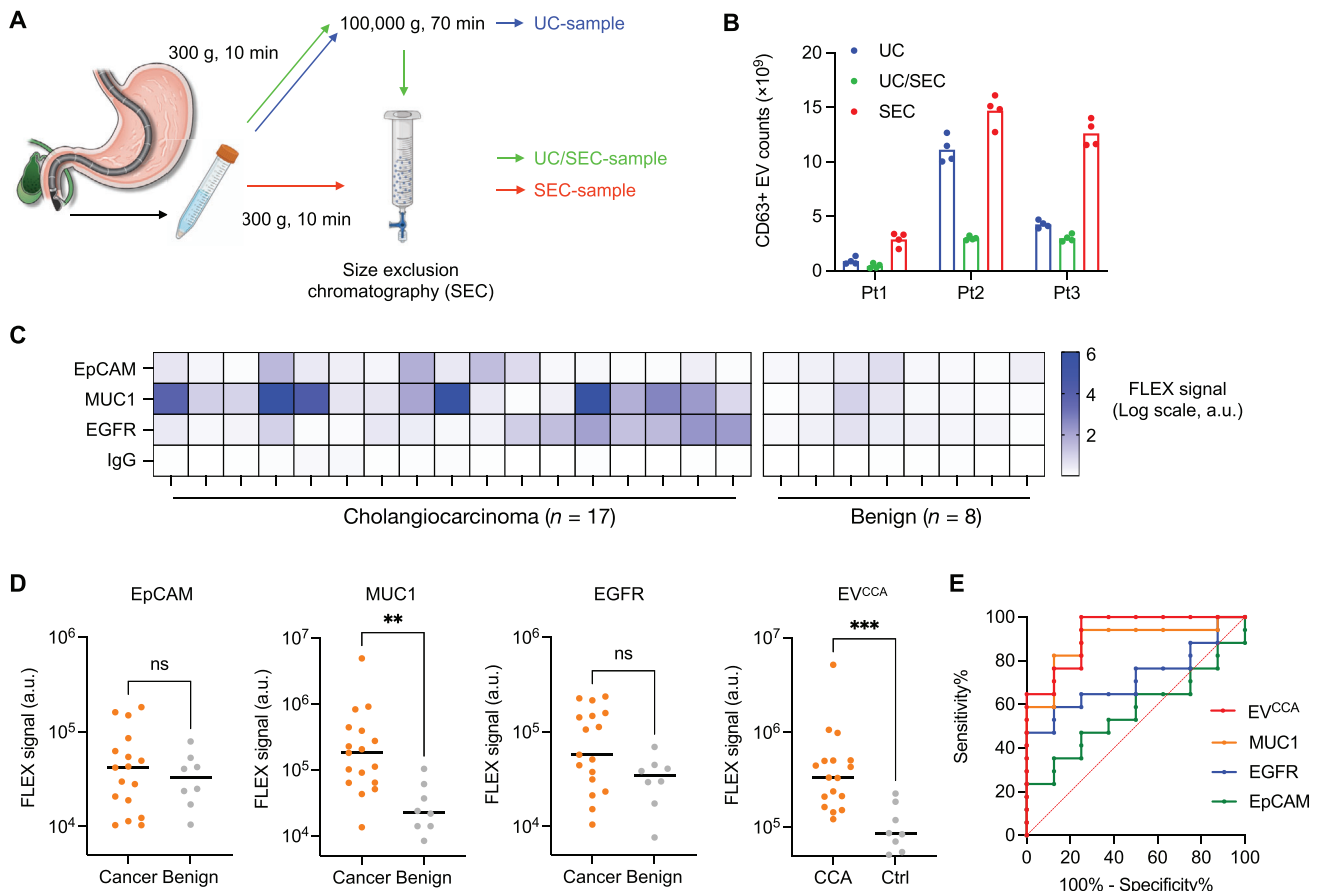 A
300 g, 10 min
100,000 g, 70 min
UC-sample
UC/SEC-sample
SEC-sample
300 g, 10 min
Size exclusion
chromatography (SEC)
B
CD63+ EV counts (×10⁹)
20
15
10
5
0
UC
UC/SEC
SEC
Pt1 Pt2 Pt3
C
EpCAM
MUC1
EGFR
IgG
Cholangiocarcinoma (n = 17)
Benign (n = 8)
6
4
2
FLEX signal
(Log scale, a.u.)
D
EpCAM
FLEX signal (a.u.)
10⁶
10⁵
10⁴
ns
Cancer Benign
MUC1
FLEX signal (a.u.)
10⁷
10⁶
10⁵
10⁴
**
Cancer Benign
EGFR
FLEX signal (a.u.)
10⁶
10⁵
10⁴
ns
Cancer Benign
EVᶜᶜᴬ
FLEX signal (a.u.)
10⁷
10⁶
10⁵
***
CCA Ctrl
E
Sensitivity%
100
80
60
40
20
0
0 20 40 60 80 100
100% - Specificity%
EVᶜᶜᴬ
MUC1
EGFR
EpCAM